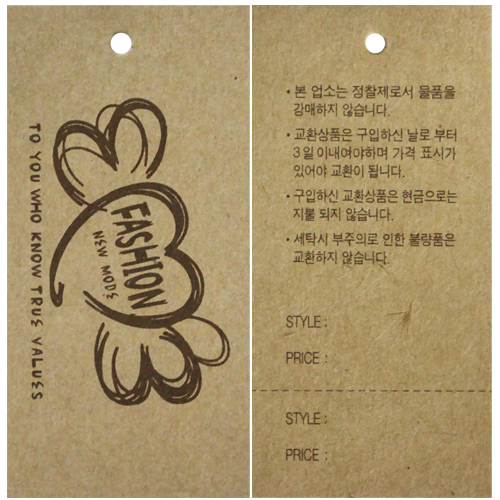 FASHION
NEW MODE
TO YOU WHO KNOW TRUE VALUES
• 본 업소는 정찰제로서 물품을
강매하지 않습니다.
• 교환상품은 구입하신 날로 부터
3일 이내여야하며 가격 표시가
있어야 교환이 됩니다.
• 구입하신 교환상품은 현금으로는
지불 되지 않습니다.
• 세탁시 부주의로 인한 불량품은
교환하지 않습니다.
STYLE :
PRICE :
STYLE :
PRICE :